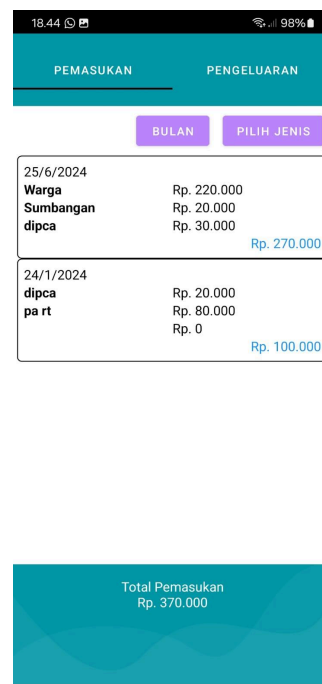 18.44 98%
PEMASUKAN PENGELUARAN
BULAN PILIH JENIS
25/6/2024
Warga Rp. 220.000
Sumbangan Rp. 20.000
dipca Rp. 30.000
Rp. 270.000
24/1/2024
dipca Rp. 20.000
pa rt Rp. 80.000
Rp. 0
Rp. 100.000
Total Pemasukan
Rp. 370.000